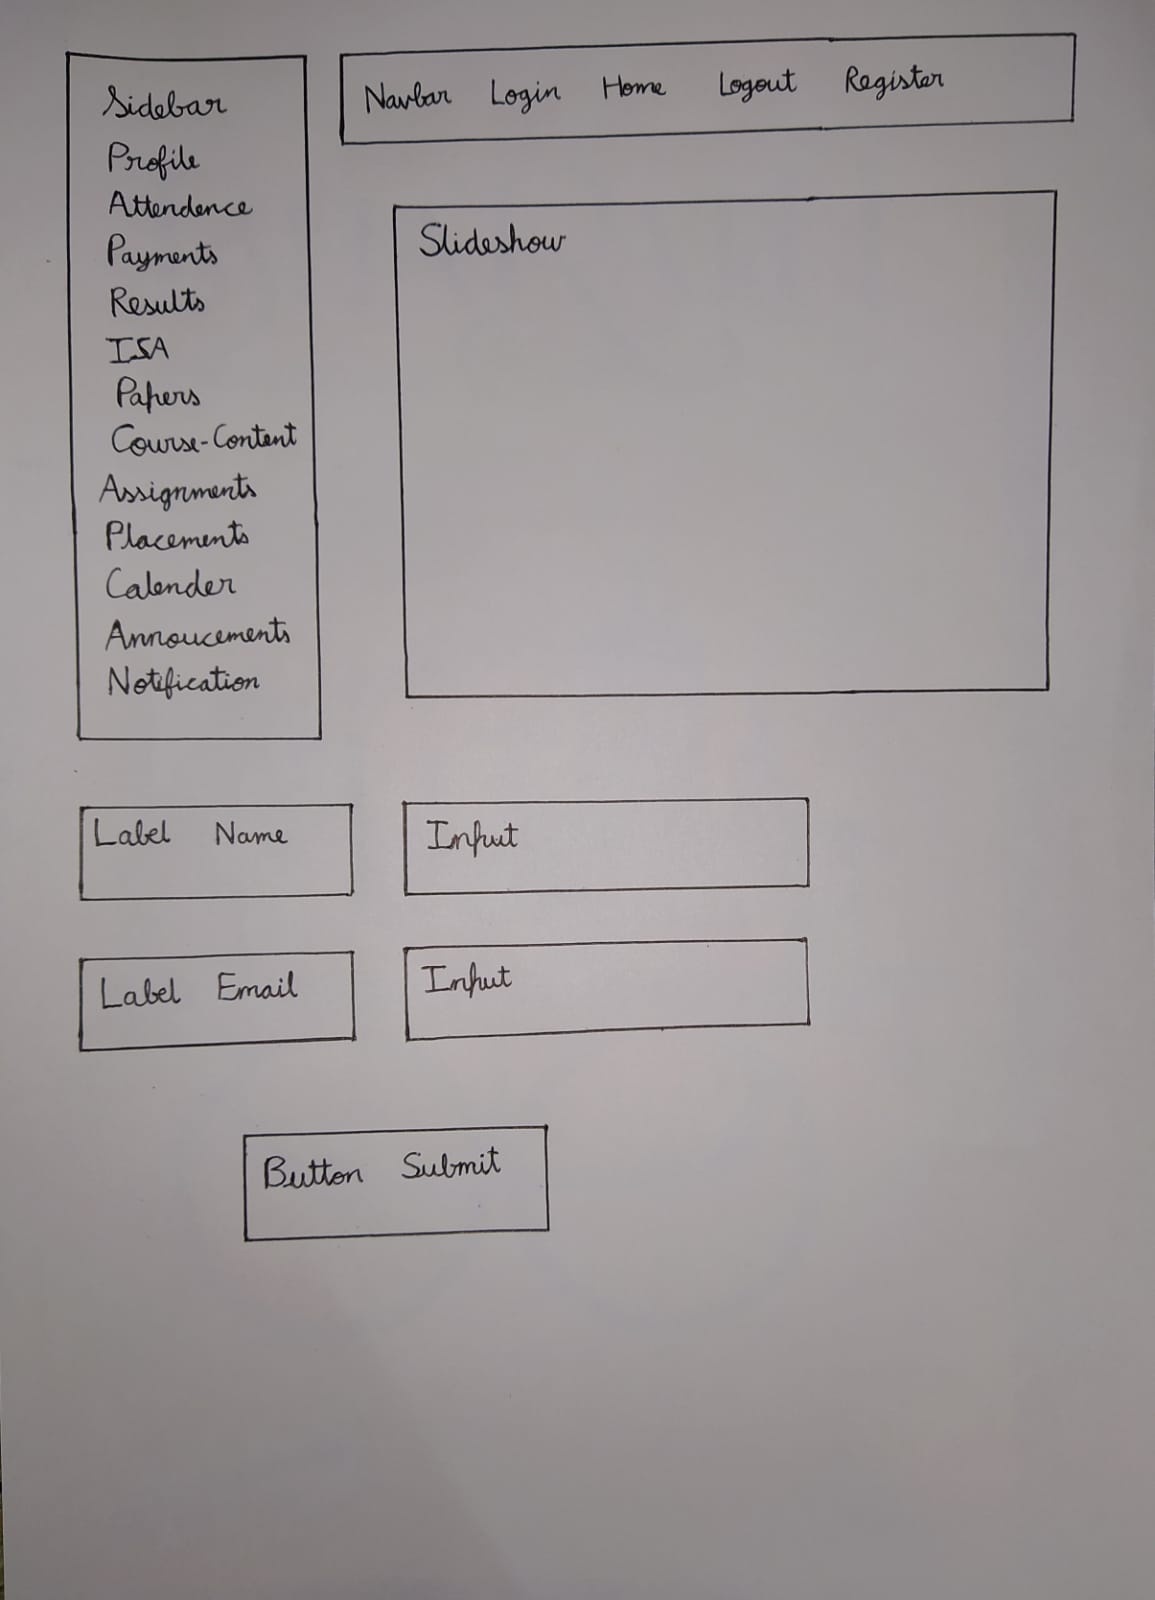 Sidebar
Profile
Attendence
Payments
Results
ISA
Papers
Course-Content
Assignments
Placements
Calender
Annoucements
Notification
Navbar Login Home Logout Register
Slideshow
Label Name
Input
Label Email
Input
Button Submit